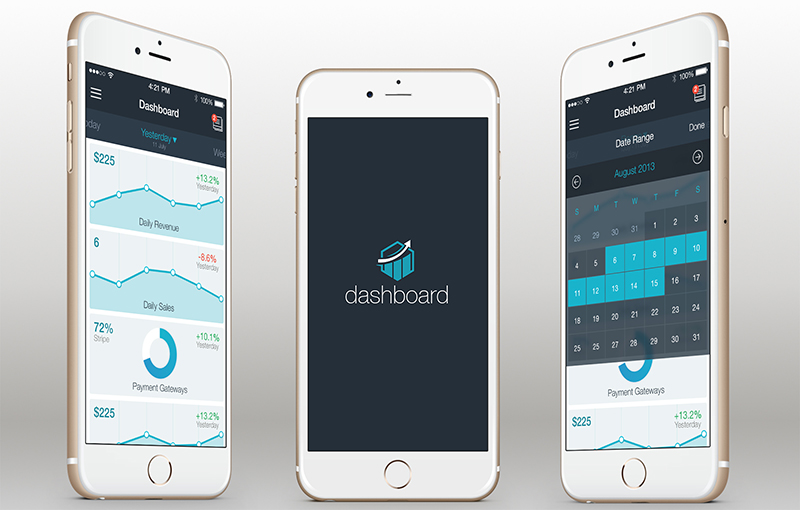 4:21 PM
100%
Dashboard
2
oday
Yesterday ▾
11 July
Wee
$225
+13.2%
Yesterday
Daily Revenue
6
-8.6%
Yesterday
Daily Sales
72%
Stripe
+10.1%
Yesterday
Payment Gateways
$225
+13.2%
Yesterday
dashboard
4:21 PM
100%
Dashboard
2
Date Range
Done
August 2013
S M T W T F S
28 29 30 31 1 2 3
4 5 6 7 8 9 10
11 12 13 14 15 16 17
18 19 20 21 22 23 24
25 26 27 28 29 30 31
Payment Gateways
$225
+13.2%
Yesterday